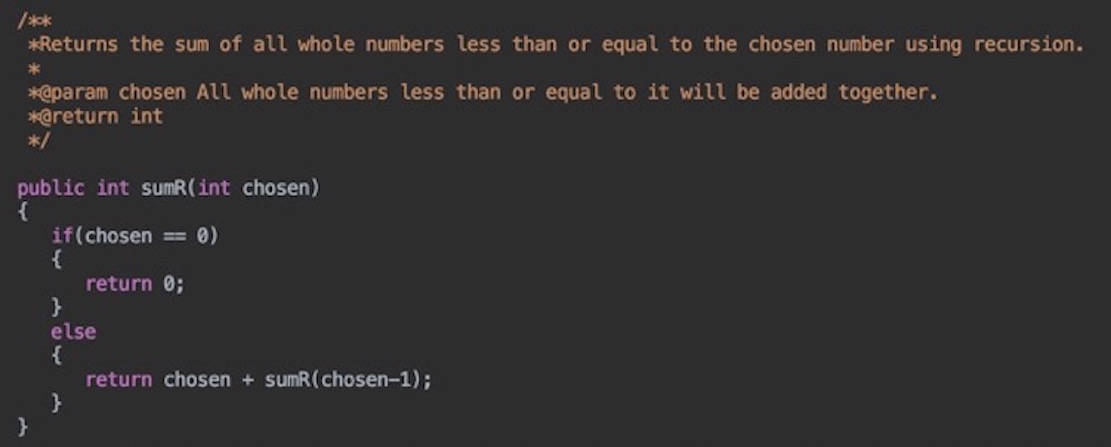 /**
 *Returns the sum of all whole numbers less than or equal to the chosen number using recursion.
 *
 *@param chosen All whole numbers less than or equal to it will be added together.
 *@return int
 */
public int sumR(int chosen)
{
   if(chosen == 0)
   {
      return 0;
   }
   else
   {
      return chosen + sumR(chosen-1);
   }
}